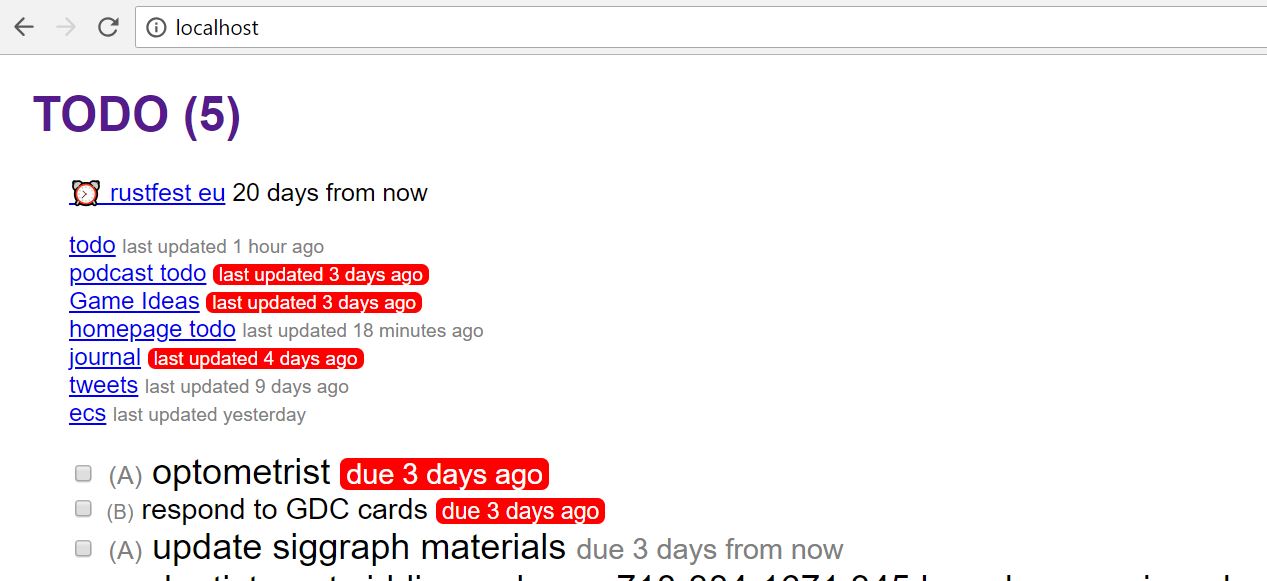 localhost
TODO (5)
rustfest eu 20 days from now
todo last updated 1 hour ago
podcast todo last updated 3 days ago
Game Ideas last updated 3 days ago
homepage todo last updated 18 minutes ago
journal last updated 4 days ago
tweets last updated 9 days ago
ecs last updated yesterday
(A) optometrist due 3 days ago
(B) respond to GDC cards due 3 days ago
(A) update siggraph materials due 3 days from now